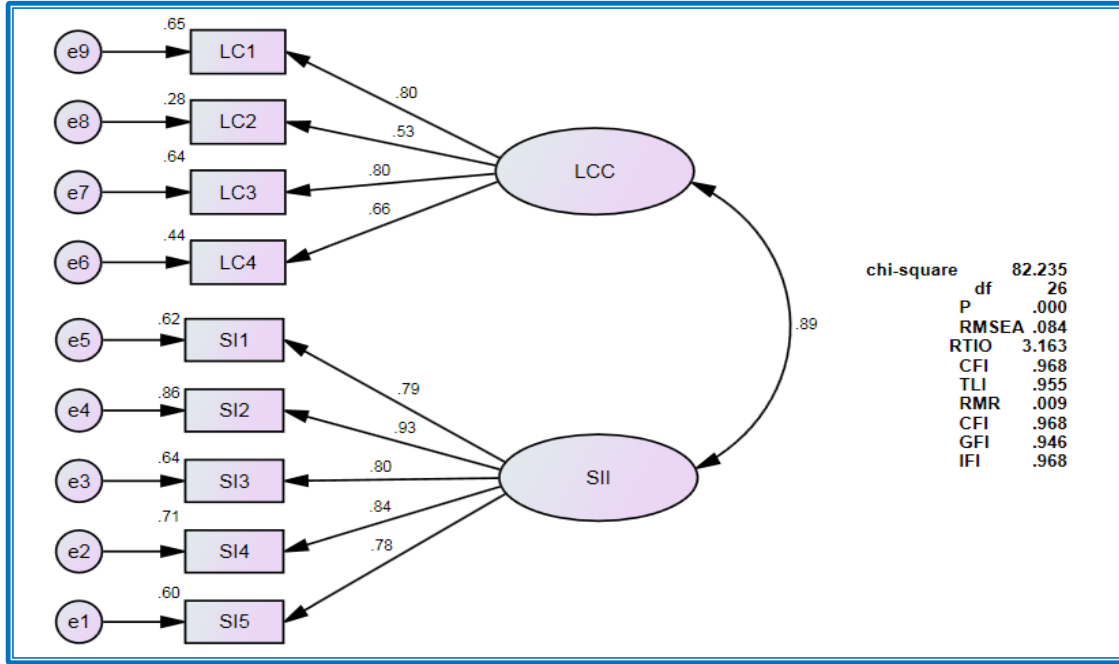 .65
e9 LC1
.80
.28
e8 LC2
.53
.64
e7 LC3
.80
LCC
.66
.44
e6 LC4
.62
e5 SI1
.79
.86
e4 SI2
.93
.64
e3 SI3
.80
SII
.84
.71
e2 SI4
.78
.60
e1 SI5
.89
chi-square 82.235
df 26
P .000
RMSEA .084
RTIO 3.163
CFI .968
TLI .955
RMR .009
CFI .968
GFI .946
IFI .968